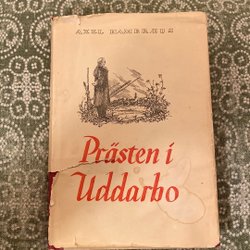 AXEL HAMBRÆUS
Prästen i
Uddarbo